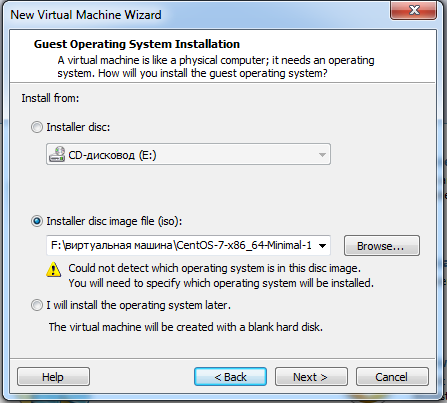 New Virtual Machine Wizard
Guest Operating System Installation
A virtual machine is like a physical computer; it needs an operating
system. How will you install the guest operating system?
Install from:
Installer disc:
CD-дисковод (E:)
Installer disc image file (iso):
F:\виртуальная машина\CentOS-7-x86_64-Minimal-1
Browse...
Could not detect which operating system is in this disc image.
You will need to specify which operating system will be installed.
I will install the operating system later.
The virtual machine will be created with a blank hard disk.
Help
< Back
Next >
Cancel